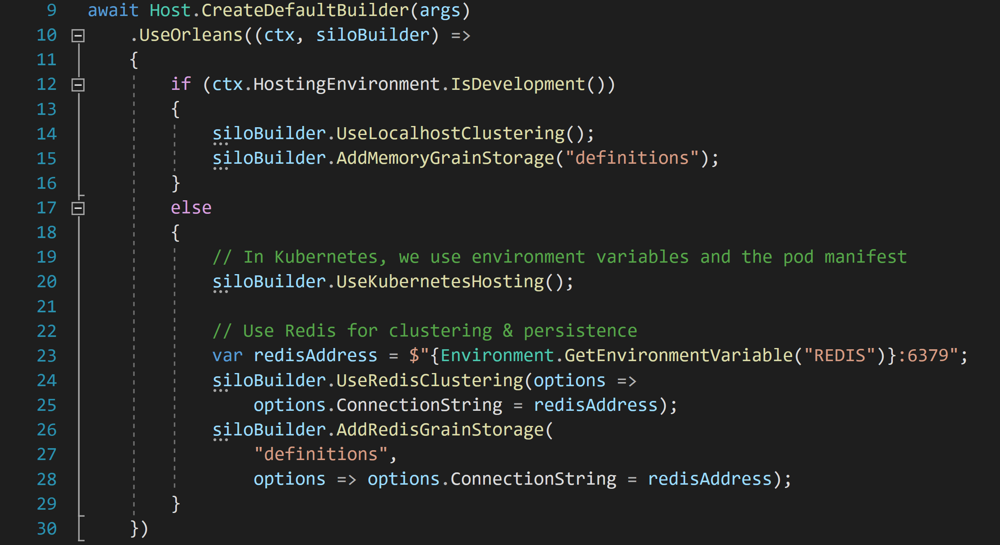 9 await Host.CreateDefaultBuilder(args)
10 .UseOrleans((ctx, siloBuilder) =>
11 {
12 if (ctx.HostingEnvironment.IsDevelopment())
13 {
14 siloBuilder.UseLocalhostClustering();
15 siloBuilder.AddMemoryGrainStorage("definitions");
16 }
17 else
18 {
19 // In Kubernetes, we use environment variables and the pod manifest
20 siloBuilder.UseKubernetesHosting();
21
22 // Use Redis for clustering & persistence
23 var redisAddress = $"{Environment.GetEnvironmentVariable("REDIS")}:6379";
24 siloBuilder.UseRedisClustering(options =>
25 options.ConnectionString = redisAddress);
26 siloBuilder.AddRedisGrainStorage(
27 "definitions",
28 options => options.ConnectionString = redisAddress);
29 }
30 })